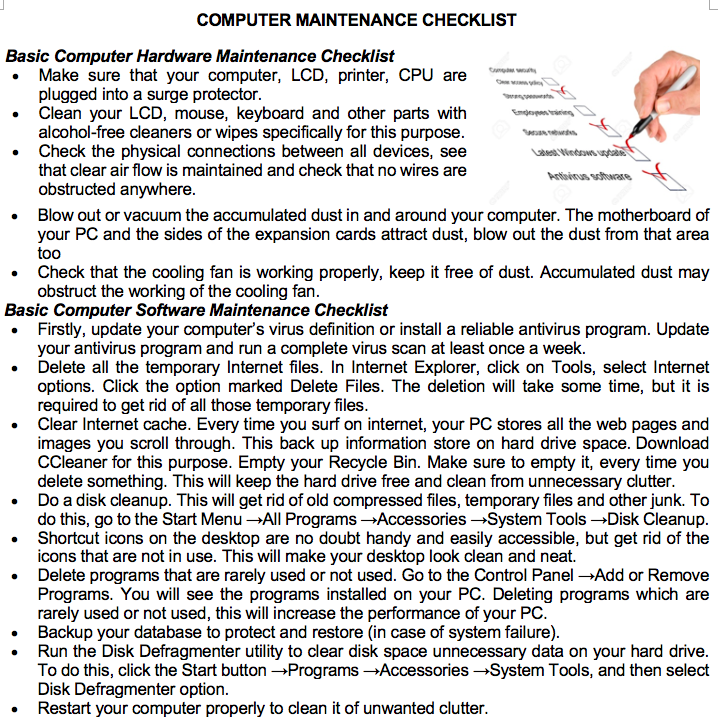 COMPUTER MAINTENANCE CHECKLIST
Basic Computer Hardware Maintenance Checklist
• Make sure that your computer, LCD, printer, CPU are
plugged into a surge protector.
• Clean your LCD, mouse, keyboard and other parts with
alcohol-free cleaners or wipes specifically for this purpose.
• Check the physical connections between all devices, see
that clear air flow is maintained and check that no wires are
obstructed anywhere.
Computer security
Clear access policy
Strong passwords
Employees training
Secure networks
Latest Windows update
Antivirus software
• Blow out or vacuum the accumulated dust in and around your computer. The motherboard of
your PC and the sides of the expansion cards attract dust, blow out the dust from that area
too
• Check that the cooling fan is working properly, keep it free of dust. Accumulated dust may
obstruct the working of the cooling fan.
Basic Computer Software Maintenance Checklist
• Firstly, update your computer's virus definition or install a reliable antivirus program. Update
your antivirus program and run a complete virus scan at least once a week.
• Delete all the temporary Internet files. In Internet Explorer, click on Tools, select Internet
options. Click the option marked Delete Files. The deletion will take some time, but it is
required to get rid of all those temporary files.
• Clear Internet cache. Every time you surf on internet, your PC stores all the web pages and
images you scroll through. This back up information store on hard drive space. Download
CCleaner for this purpose. Empty your Recycle Bin. Make sure to empty it, every time you
delete something. This will keep the hard drive free and clean from unnecessary clutter.
• Do a disk cleanup. This will get rid of old compressed files, temporary files and other junk. To
do this, go to the Start Menu →All Programs →Accessories →System Tools →Disk Cleanup.
• Shortcut icons on the desktop are no doubt handy and easily accessible, but get rid of the
icons that are not in use. This will make your desktop look clean and neat.
• Delete programs that are rarely used or not used. Go to the Control Panel →Add or Remove
Programs. You will see the programs installed on your PC. Deleting programs which are
rarely used or not used, this will increase the performance of your PC.
• Backup your database to protect and restore (in case of system failure).
• Run the Disk Defragmenter utility to clear disk space unnecessary data on your hard drive.
To do this, click the Start button →Programs →Accessories →System Tools, and then select
Disk Defragmenter option.
• Restart your computer properly to clean it of unwanted clutter.